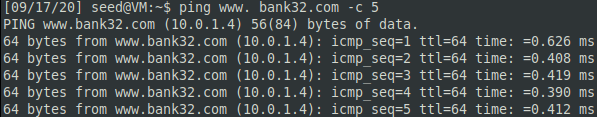 [09/17/20] seed@VM:~$ ping www. bank32.com -c 5
PING www.bank32.com (10.0.1.4) 56(84) bytes of data.
64 bytes from www.bank32.com (10.0.1.4): icmp_seq=1 ttl=64 time: =0.626 ms
64 bytes from www.bank32.com (10.0.1.4): icmp_seq=2 ttl=64 time: =0.408 ms
64 bytes from www.bank32.com (10.0.1.4): icmp_seq=3 ttl=64 time: =0.419 ms
64 bytes from www.bank32.com (10.0.1.4): icmp_seq=4 ttl=64 time: =0.390 ms
64 bytes from www.bank32.com (10.0.1.4): icmp_seq=5 ttl=64 time: =0.412 ms